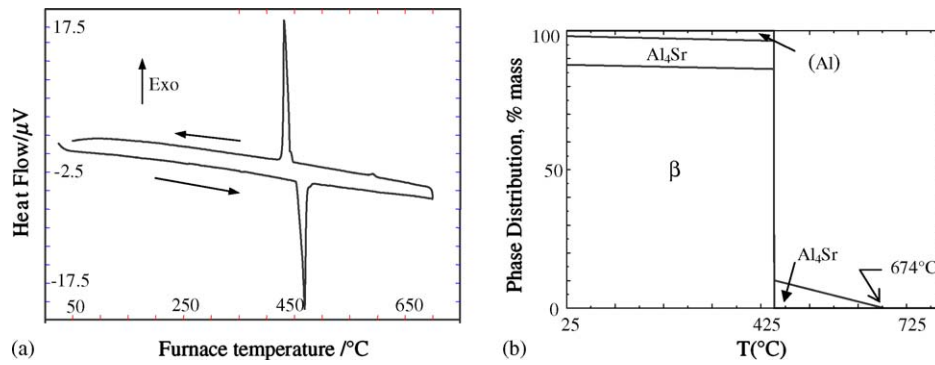 17.5
Exo
Heat Flow/μV
-2.5
-17.5
50
250
450
650
(a)
Furnace temperature /°C
100
Al₄Sr
(Al)
Phase Distribution, % mass
50
β
Al₄Sr
674°C
0
25
425
725
(b)
T(°C)